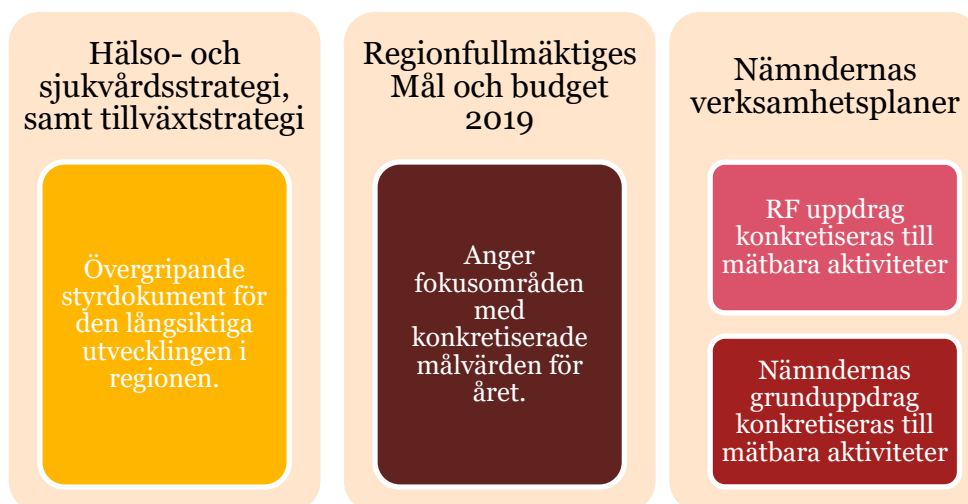 Hälso- och
sjukvårdsstrategi,
samt tillväxtstrategi
Övergripande
styrdokument för
den långsiktiga
utvecklingen i
regionen.
Regionfullmäktiges
Mål och budget
2019
Anger
fokusområden
med
konkretiserade
målvärden för
året.
Nämndernas
verksamhetsplaner
RF uppdrag
konkretiseras till
mätbara aktiviteter
Nämndernas
grunduppdrag
konkretiseras till
mätbara aktiviteter